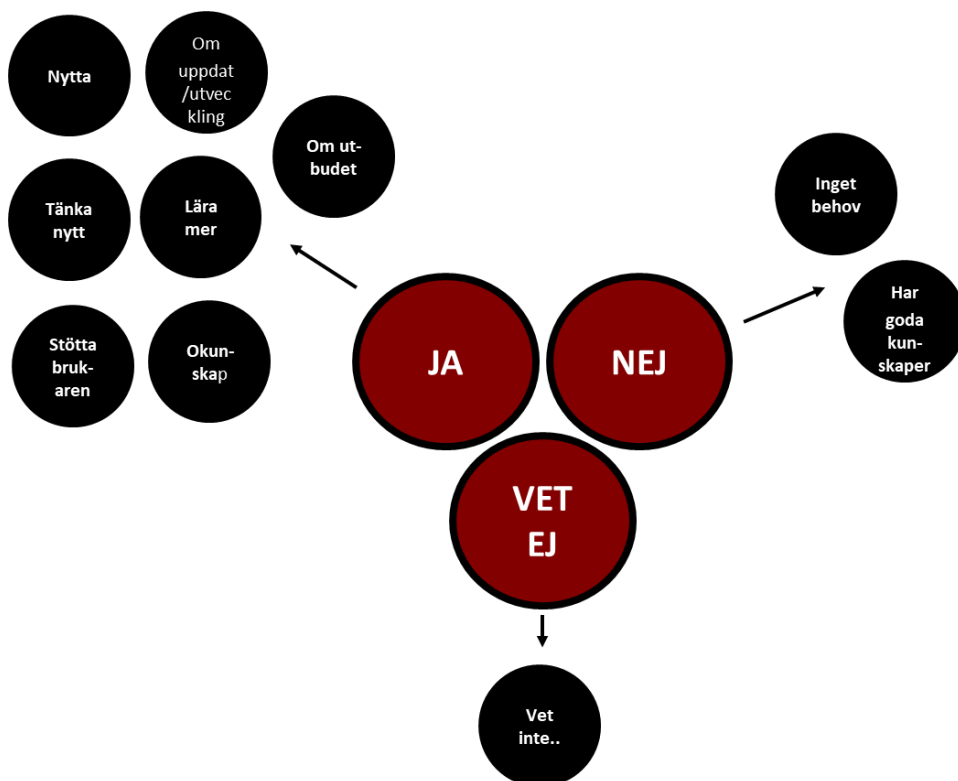 Nytta
Om
uppdat
/utvec
kling
Om ut-
budet
Tänka
nytt
Lära
mer
Stötta
bruk-
aren
Okun-
skap
JA
NEJ
VET
EJ
Inget
behov
Har
goda
kun-
skaper
Vet
inte..